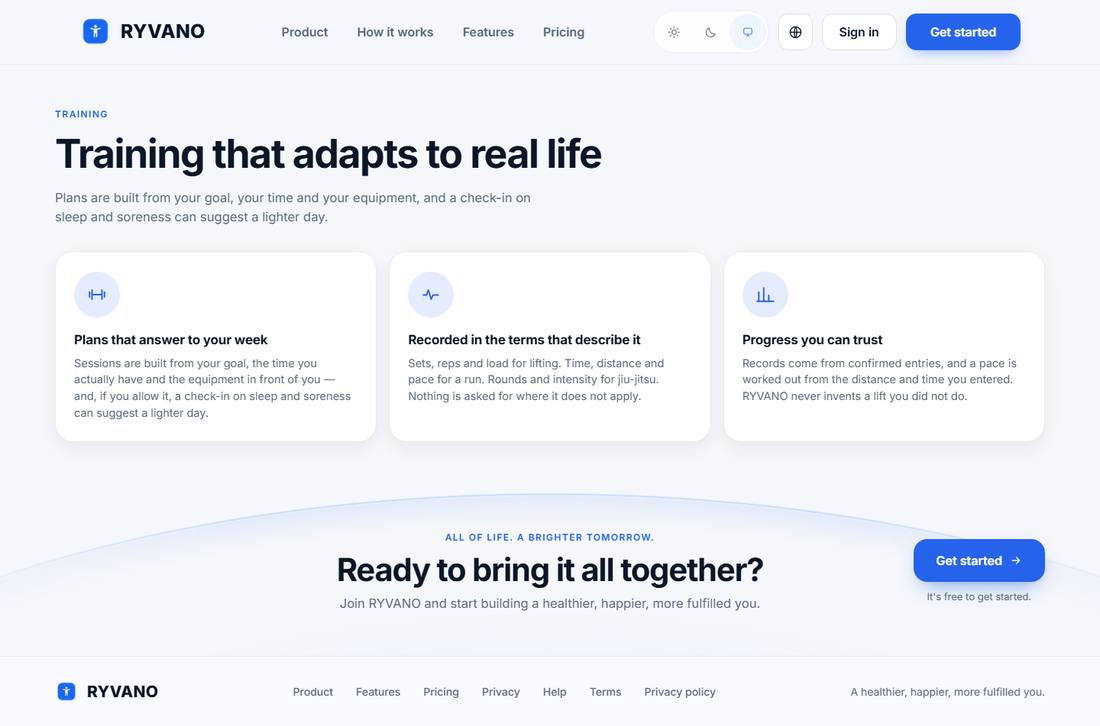 RYVANO
Product
How it works
Features
Pricing
Sign in
Get started
TRAINING
Training that adapts to real life
Plans are built from your goal, your time and your equipment, and a check-in on
sleep and soreness can suggest a lighter day.
Plans that answer to your week
Sessions are built from your goal, the time you
actually have and the equipment in front of you —
and, if you allow it, a check-in on sleep and soreness
can suggest a lighter day.
Recorded in the terms that describe it
Sets, reps and load for lifting. Time, distance and
pace for a run. Rounds and intensity for jiu-jitsu.
Nothing is asked for where it does not apply.
Progress you can trust
Records come from confirmed entries, and a pace is
worked out from the distance and time you entered.
RYVANO never invents a lift you did not do.
ALL OF LIFE. A BRIGHTER TOMORROW.
Ready to bring it all together?
Join RYVANO and start building a healthier, happier, more fulfilled you.
Get started →
It's free to get started.
RYVANO
Product
Features
Pricing
Privacy
Help
Terms
Privacy policy
A healthier, happier, more fulfilled you.